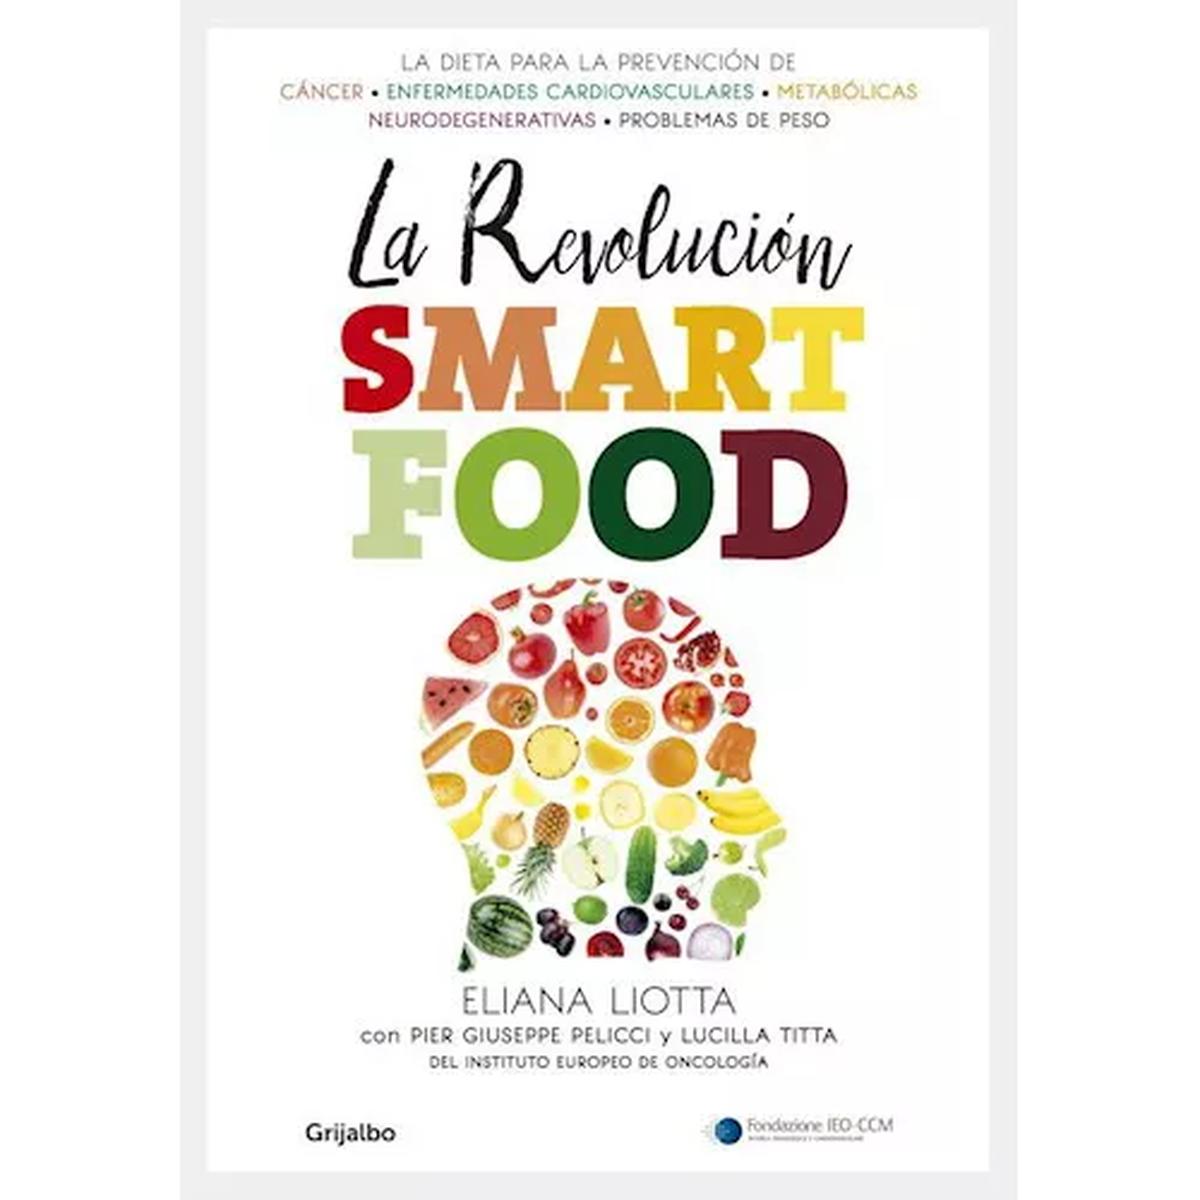 LA DIETA PARA LA PREVENCIÓN DE
CÁNCER • ENFERMEDADES CARDIOVASCULARES • METABÓLICAS
NEURODEGENERATIVAS • PROBLEMAS DE PESO
La Revolución
SMART
FOOD
ELIANA LIOTTA
con PIER GIUSEPPE PELICCI y LUCILLA TITTA
DEL INSTITUTO EUROPEO DE ONCOLOGÍA
Grijalbo
Fondazione IEO-CCM